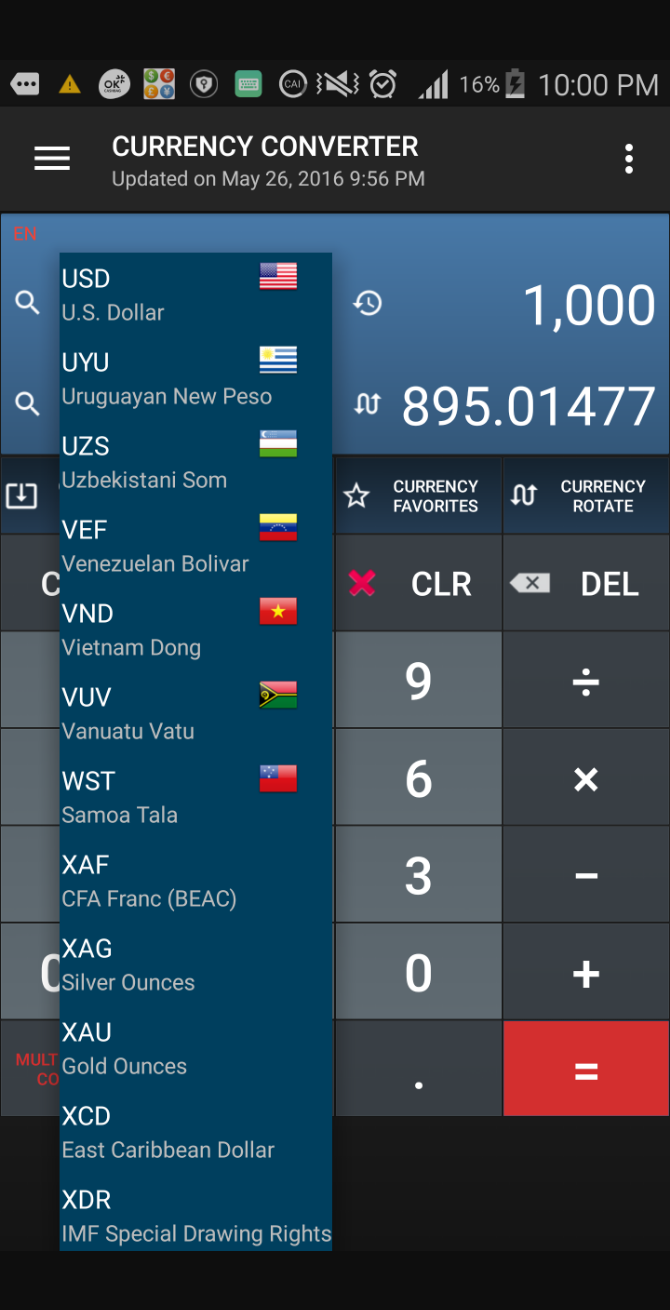 16% 10:00 PM
CURRENCY CONVERTER
Updated on May 26, 2016 9:56 PM
EN
USD
U.S. Dollar
1,000
UYU
Uruguayan New Peso
895.01477
UZS
Uzbekistani Som
CURRENCY
FAVORITES
CURRENCY
ROTATE
VEF
Venezuelan Bolivar
C
CLR
DEL
VND
Vietnam Dong
9
÷
VUV
Vanuatu Vatu
WST
Samoa Tala
6
×
XAF
CFA Franc (BEAC)
3
−
XAG
Silver Ounces
0
0
+
XAU
Gold Ounces
MULT
CO
.
=
XCD
East Caribbean Dollar
XDR
IMF Special Drawing Rights